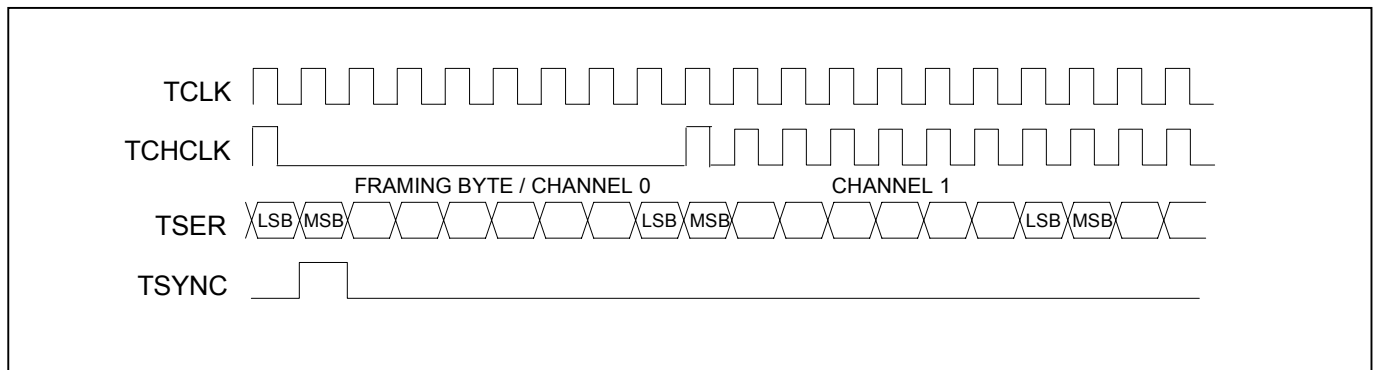 TCLK
TCHCLK
FRAMING BYTE / CHANNEL 0 CHANNEL 1
TSER LSB MSB LSB MSB LSB MSB
TSYNC